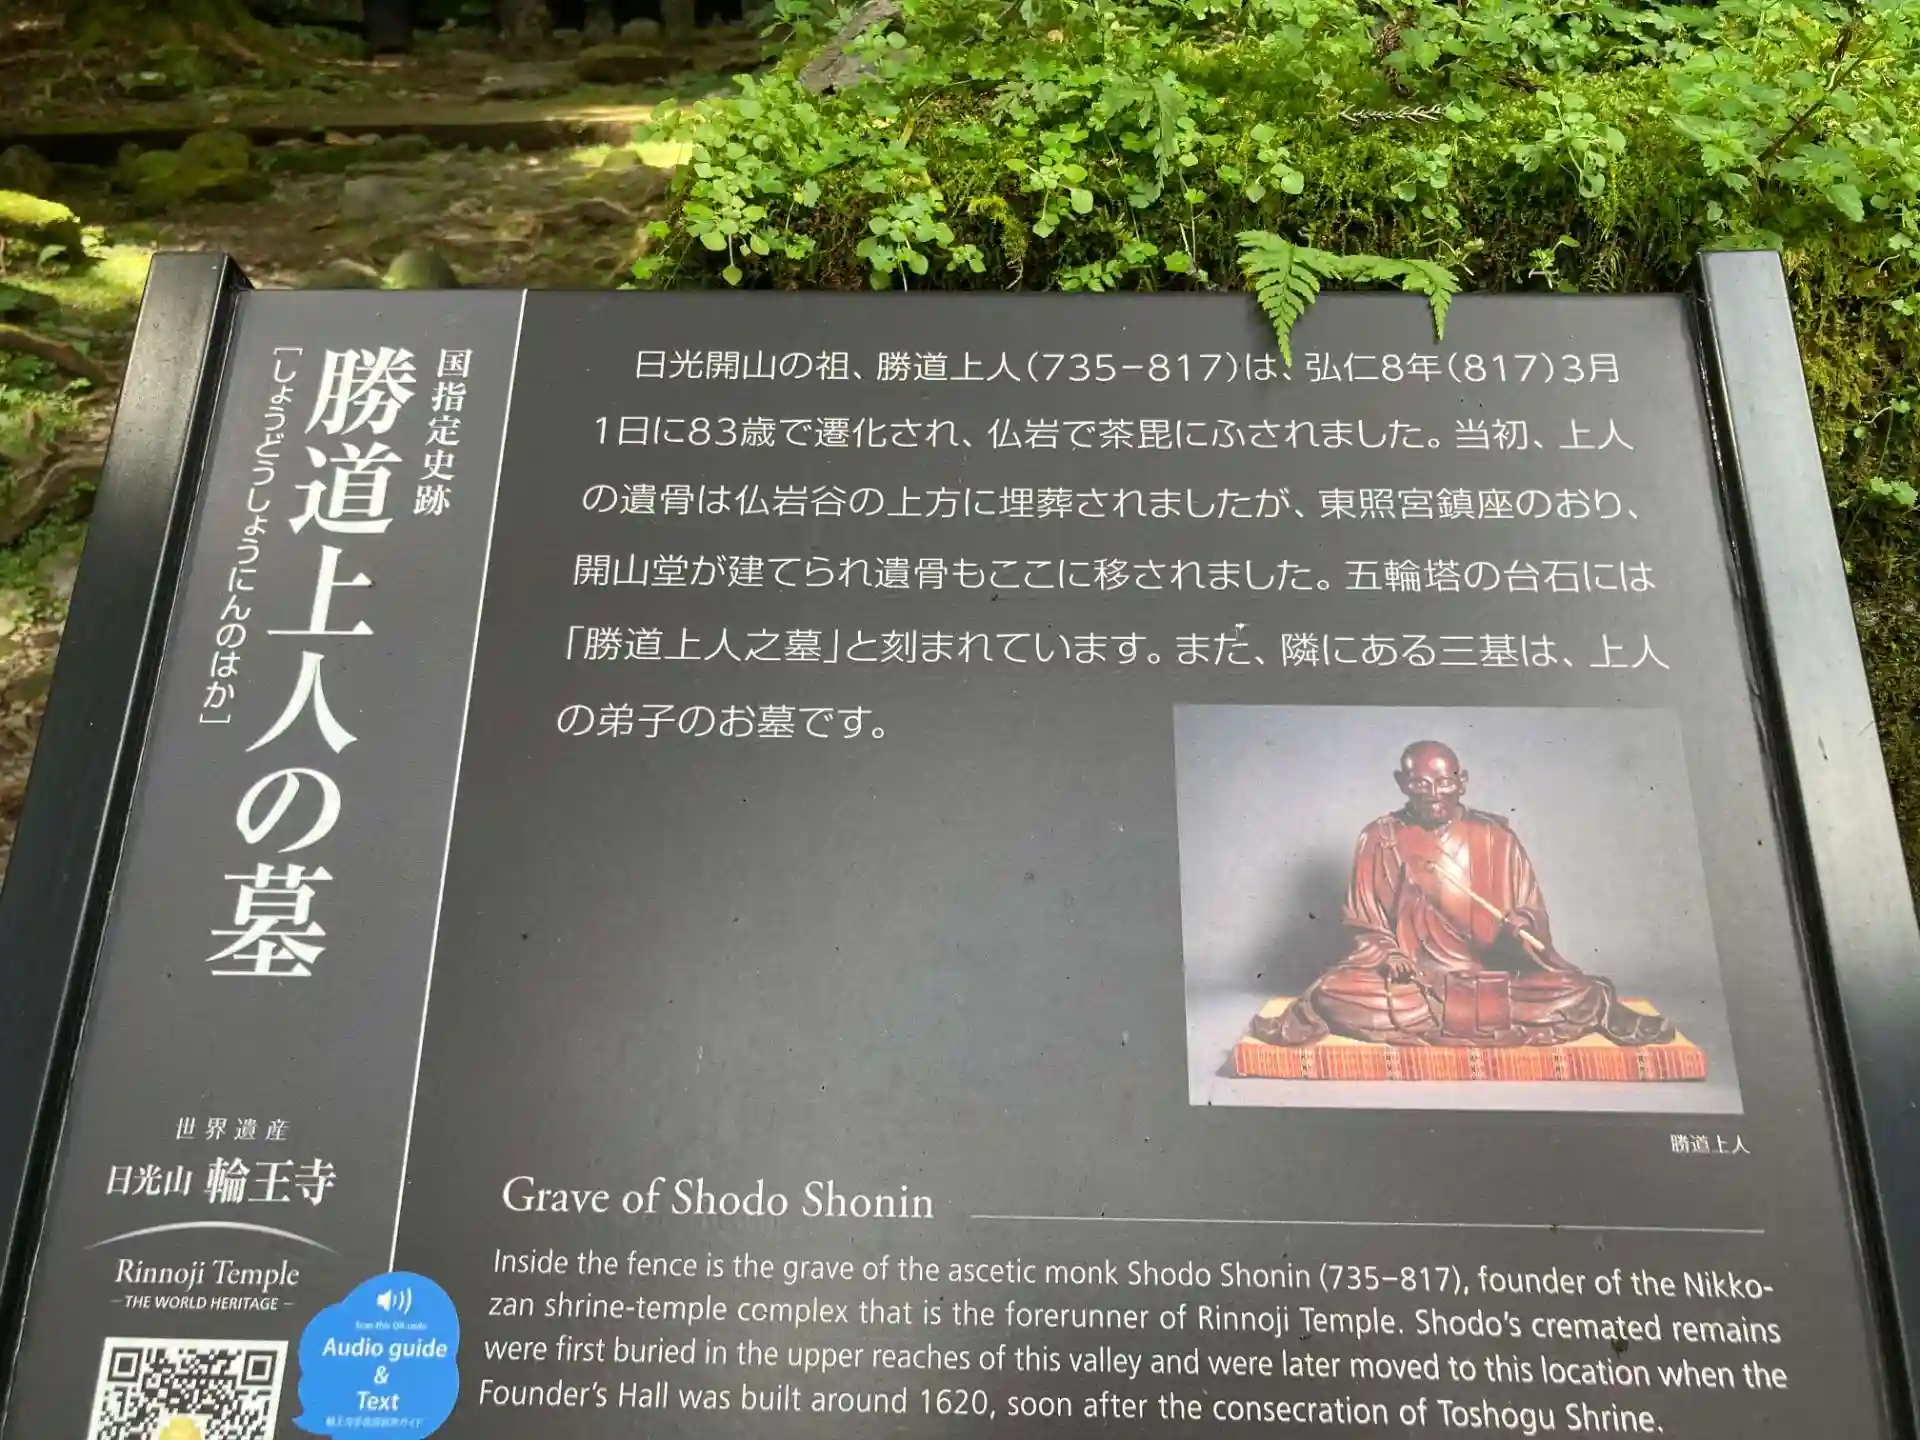 国指定史跡
勝道上人の墓
［しょうどうしょうにんのはか］
日光開山の祖、勝道上人（735−817）は、弘仁8年（817）3月
1日に83歳で遷化され、仏岩で荼毘にふされました。当初、上人
の遺骨は仏岩谷の上方に埋葬されましたが、東照宮鎮座のおり、
開山堂が建てられ遺骨もここに移されました。五輪塔の台石には
「勝道上人之墓」と刻まれています。また、隣にある三基は、上人
の弟子のお墓です。
勝道上人
世界遺産
日光山 輪王寺
Rinnoji Temple
–THE WORLD HERITAGE–
Scan this QR code
Audio guide
&
Text
Grave of Shodo Shonin
Inside the fence is the grave of the ascetic monk Shodo Shonin (735–817), founder of the Nikko-
zan shrine-temple complex that is the forerunner of Rinnoji Temple. Shodo's cremated remains
were first buried in the upper reaches of this valley and were later moved to this location when the
Founder's Hall was built around 1620, soon after the consecration of Toshogu Shrine.